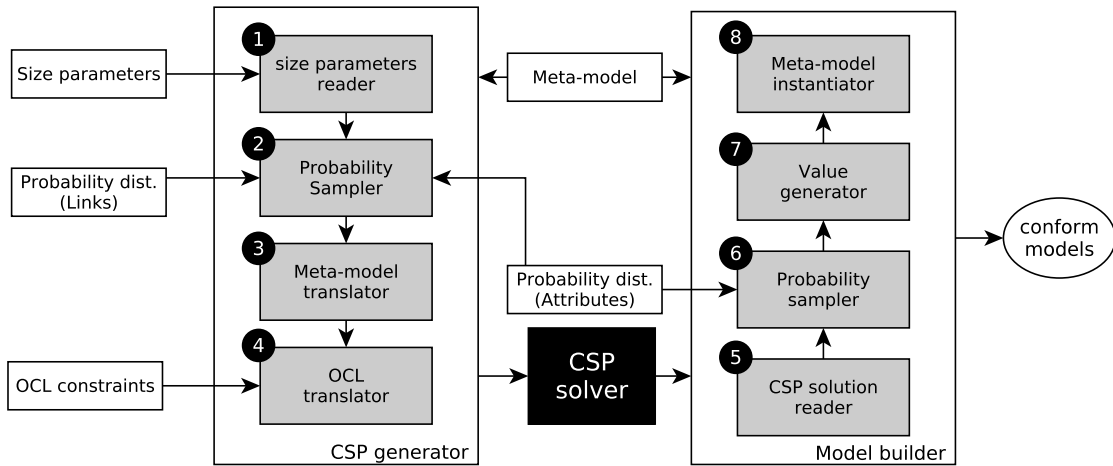 Size parameters
Probability dist.
(Links)
OCL constraints
1
size parameters
reader
2
Probability
Sampler
3
Meta-model
translator
4
OCL
translator
CSP generator
Meta-model
Probability dist.
(Attributes)
CSP
solver
8
Meta-model
instantiator
7
Value
generator
6
Probability
sampler
5
CSP solution
reader
Model builder
conform
models